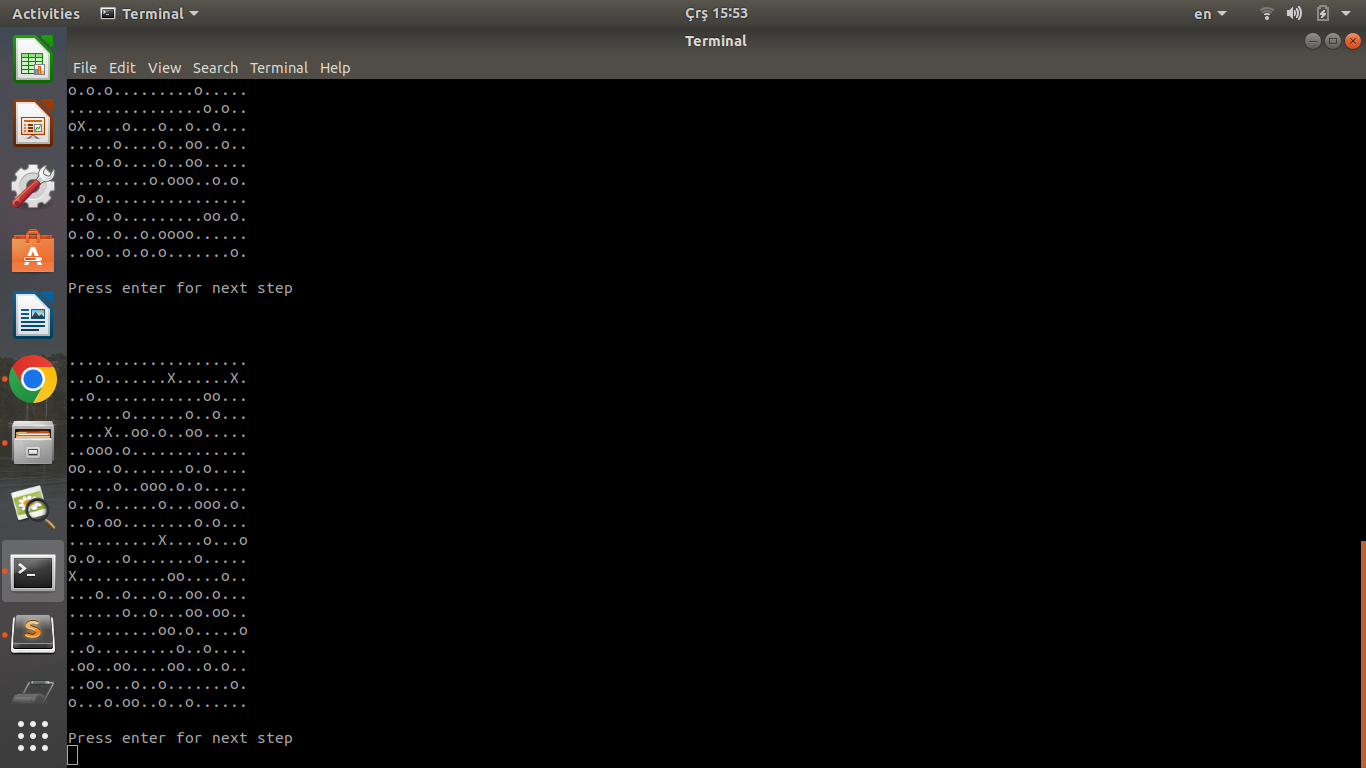 Activities Terminal Çrş 15:53 en
Terminal
File Edit View Search Terminal Help
o.o.o.........o.....
...............o.o..
oX....o...o..o..o...
.....o....o..oo..o..
...o.o....o..oo.....
.........o.ooo..o.o.
.o.o................
..o..o.........oo.o.
o.o..o..o.oooo......
..oo..o.o.o.......o.
Press enter for next step
....................
...o.......X......X.
..o............oo...
......o......o..o...
....X..oo.o..oo.....
..ooo.o.............
oo...o.......o.o....
.....o..ooo.o.o.....
o..o......o...ooo.o.
..o.oo........o.o...
..........X....o...o
o.o...o.......o.....
X..........oo....o..
...o..o...o..oo.o...
......o..o...oo.oo..
..........oo.o.....o
..o.........o..o....
.oo..oo....oo..o.o..
..oo...o..o.......o.
o...o.oo..o..o......
Press enter for next step